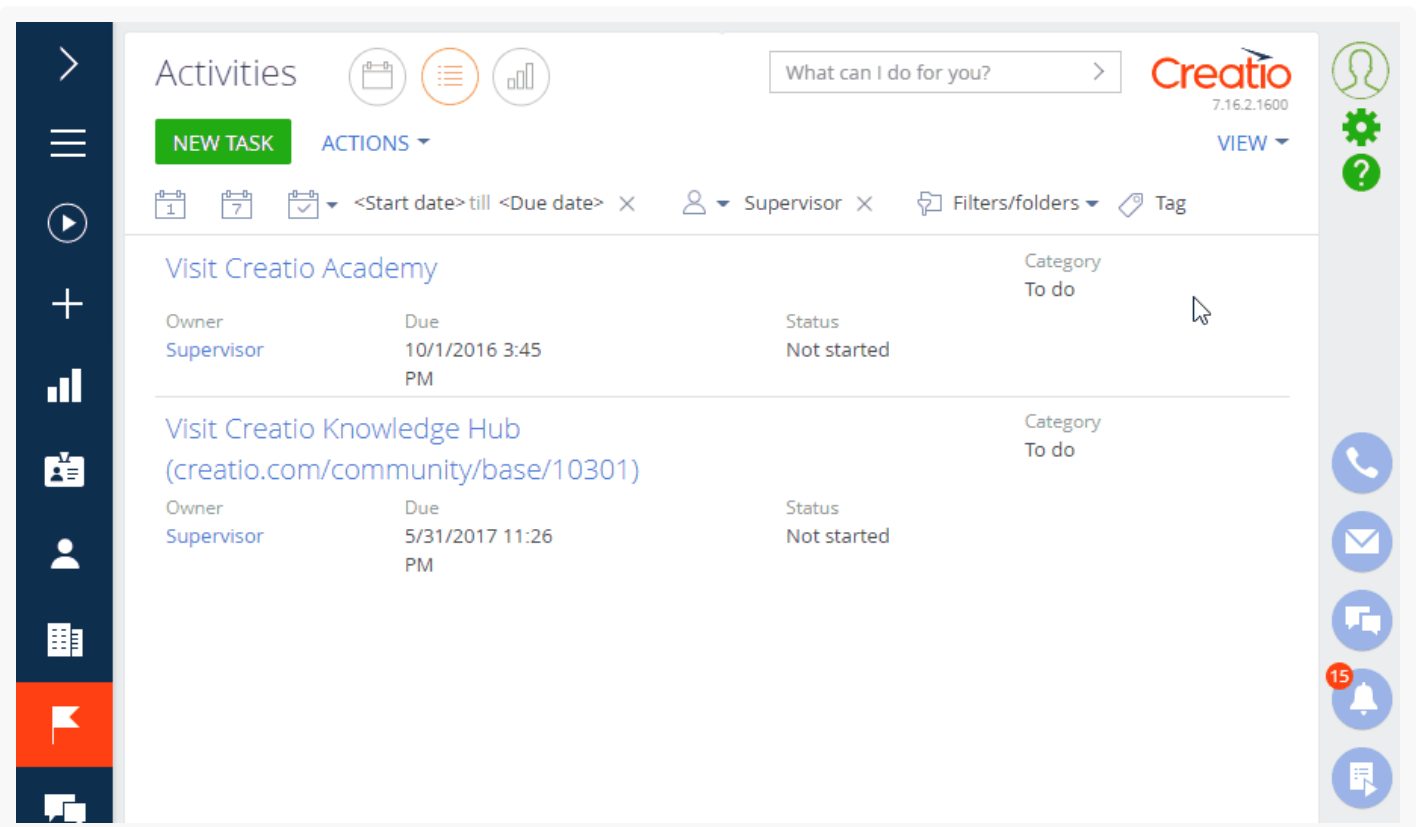 Activities
What can I do for you?
Creatio
7.16.2.1600
NEW TASK
ACTIONS
VIEW
1
7
<Start date> till <Due date>
Supervisor
Filters/folders
Tag
Visit Creatio Academy
Category
To do
Owner
Due
Status
Supervisor
10/1/2016 3:45
Not started
PM
Visit Creatio Knowledge Hub
Category
(creatio.com/community/base/10301)
To do
Owner
Due
Status
Supervisor
5/31/2017 11:26
Not started
PM
?
15